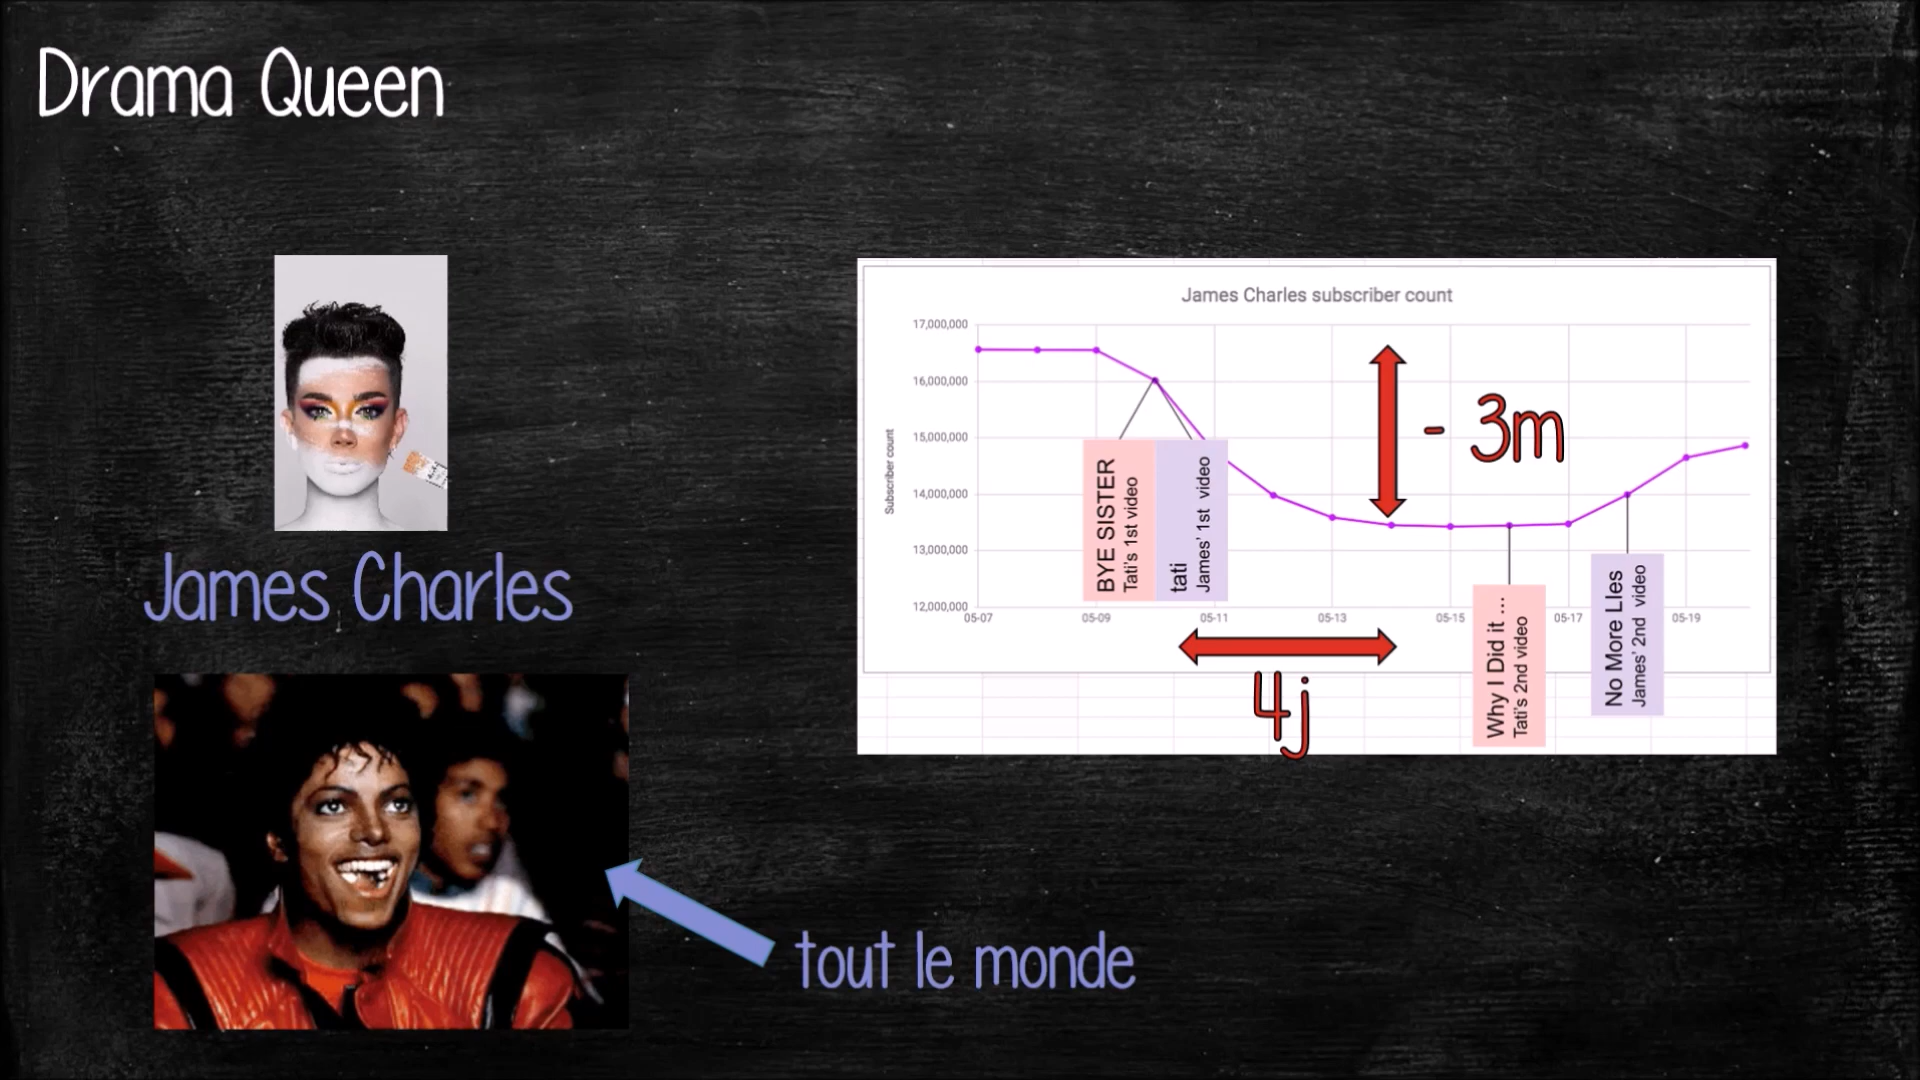 Drama Queen
James Charles
James Charles subscriber count
Subscriber count
17,000,000
16,000,000
15,000,000
14,000,000
13,000,000
12,000,000
05-07
05-09
05-11
05-13
05-15
05-17
05-19
BYE SISTER
Tati's 1st video
tati
James' 1st video
Why I Did it ...
Tati's 2nd video
No More LIes
James' 2nd video
- 3m
4j
tout le monde